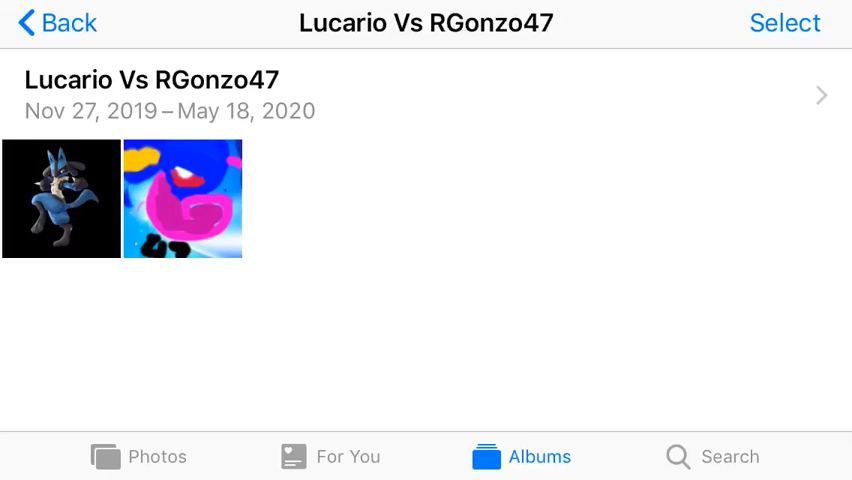 Back
Lucario Vs RGonzo47
Select
Lucario Vs RGonzo47
Nov 27, 2019 – May 18, 2020
47
Photos
For You
Albums
Search